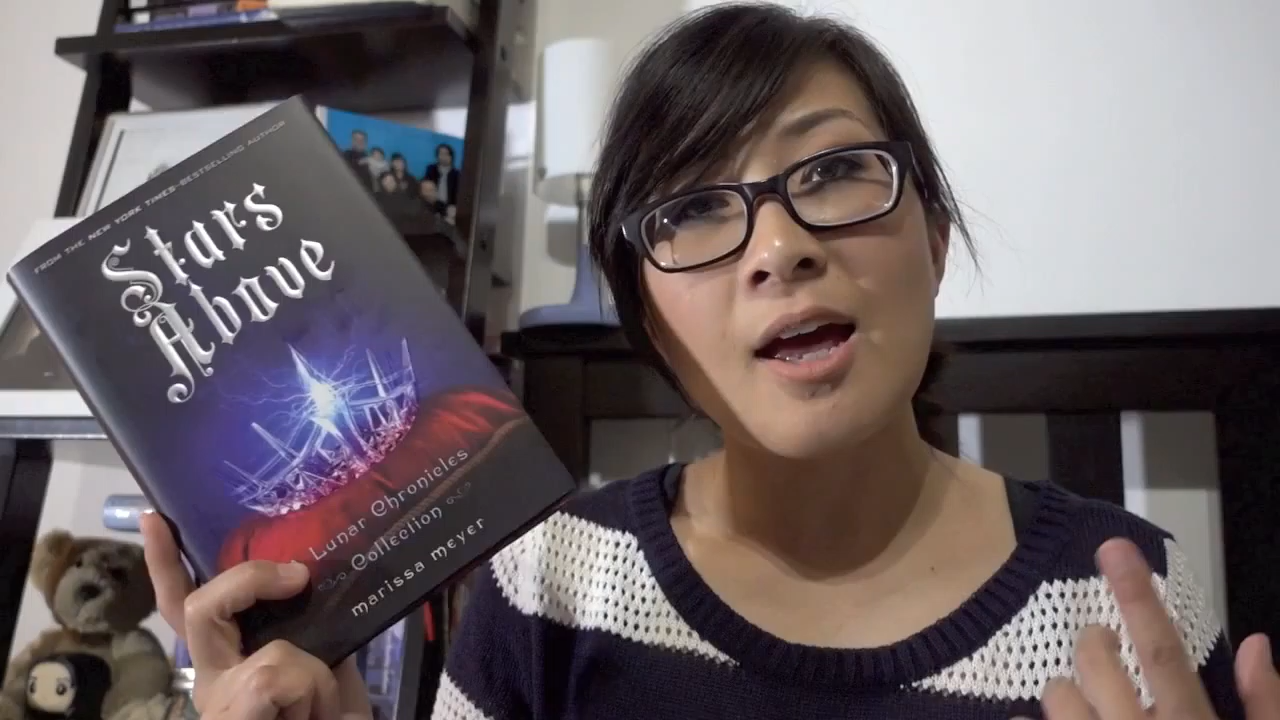 FROM THE NEW YORK TIMES-BESTSELLING AUTHOR
Stars
Above
Lunar Chronicles
Collection
marissa meyer